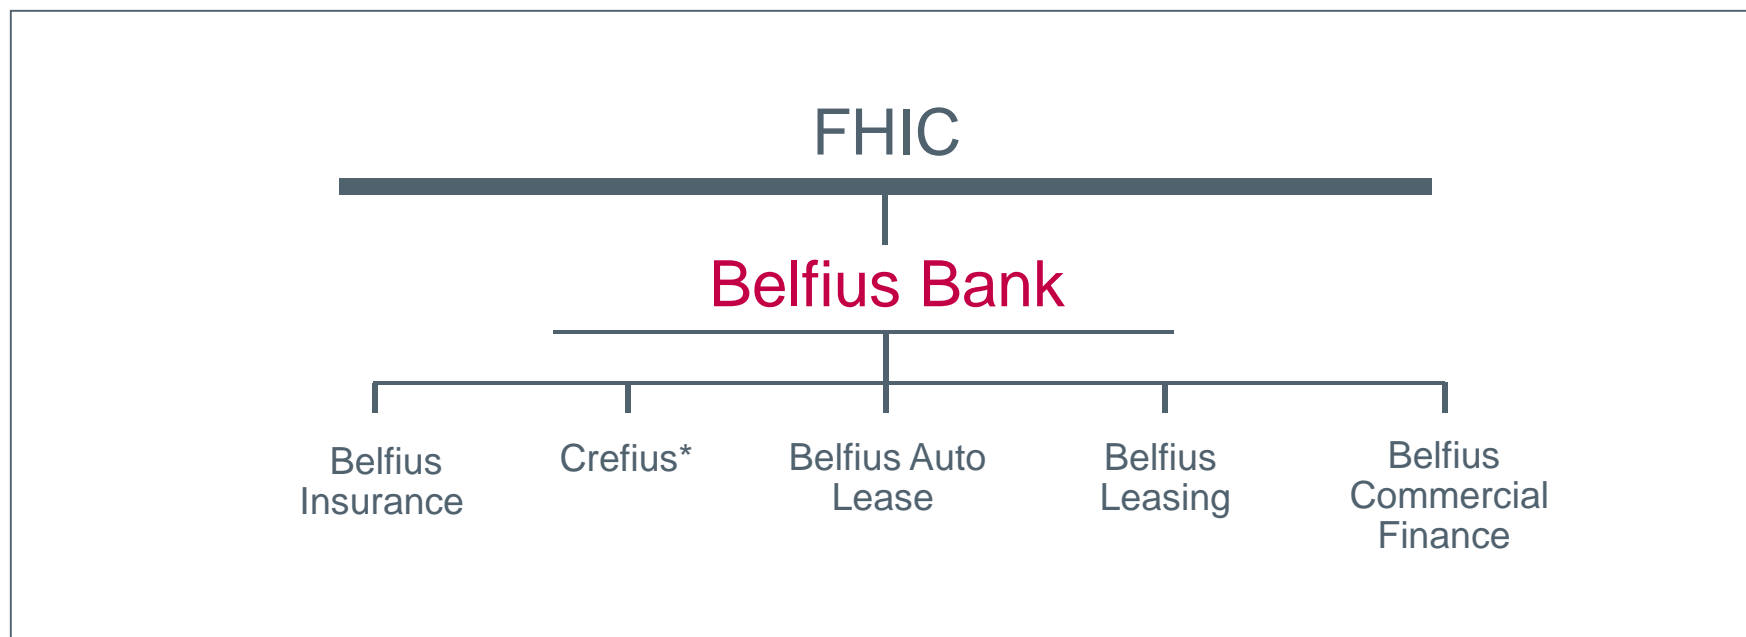 FHIC
Belfius Bank
Belfius
Insurance
Crefius*
Belfius Auto
Lease
Belfius
Leasing
Belfius
Commercial
Finance